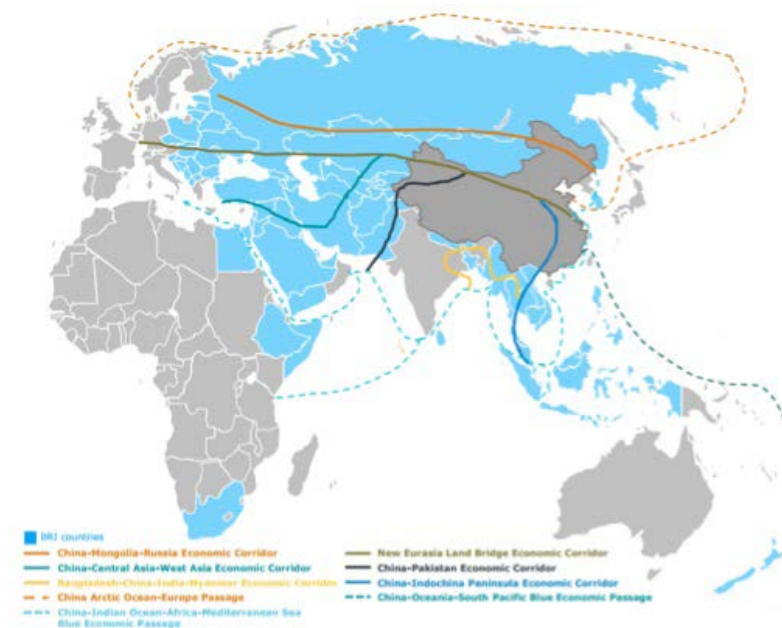 BRI countries
China-Mongolia-Russia Economic Corridor
New Eurasia Land Bridge Economic Corridor
China-Central Asia-West Asia Economic Corridor
China-Pakistan Economic Corridor
Bangladesh-China-India-Myanmar Economic Corridor
China-Indochina Peninsula Economic Corridor
China Arctic Ocean-Europe Passage
China-Oceania-South Pacific Blue Economic Passage
China-Indian Ocean-Africa-Mediterranean Sea
Blue Economic Passage